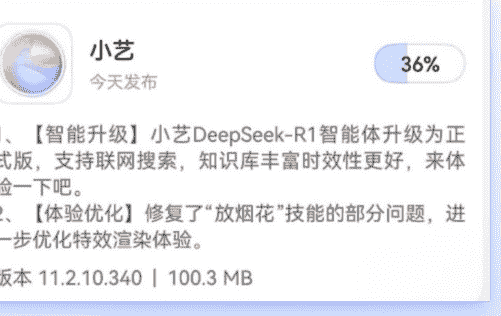 小艺
36%
今天发布
1、【智能升级】小艺DeepSeek-R1智能体升级为正
式版，支持联网搜索，知识库丰富时效性更好，来体
验一下吧。
2、【体验优化】修复了“放烟花”技能的部分问题，进
一步优化特效渲染体验。
版本 11.2.10.340 | 100.3 MB